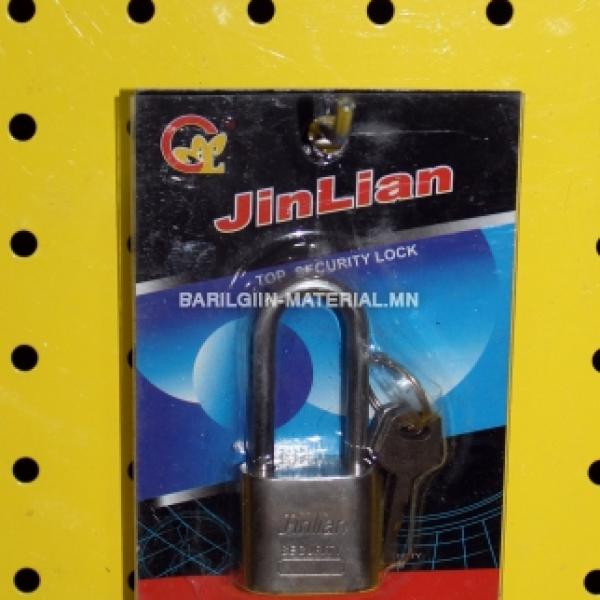 JinLian
TOP SECURITY LOCK
BARILGIIN-MATERIAL.MN
Jinlian
SECURITY